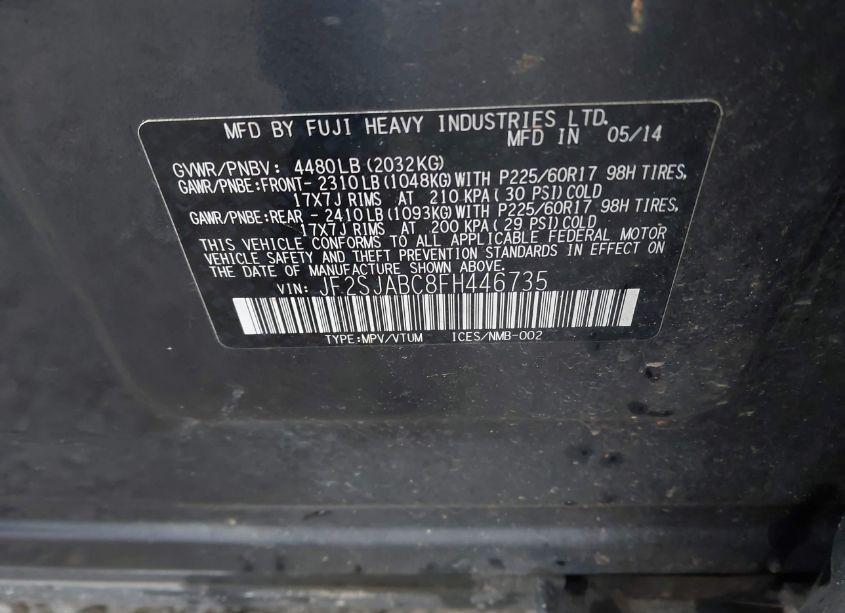 MFD BY FUJI HEAVY INDUSTRIES LTD.
MFD IN 05/14
GVWR/PNBV: 4480LB (2032KG)
GAWR/PNBE:FRONT- 2310 LB (1048KG) WITH P225/60R17 98H TIRES,
17X7J RIMS AT 210 KPA ( 30 PSI) COLD
GAWR/PNBE:REAR - 2410 LB (1093KG) WITH P225/60R17 98H TIRES,
17X7J RIMS AT 200 KPA ( 29 PSI) COLD
THIS VEHICLE CONFORMS TO ALL APPLICABLE FEDERAL MOTOR
VEHICLE SAFETY AND THEFT PREVENTION STANDARDS IN EFFECT ON
THE DATE OF MANUFACTURE SHOWN ABOVE.
VIN: JF2SJABC8FH446735
TYPE:MPV/VTUM ICES/NMB-002